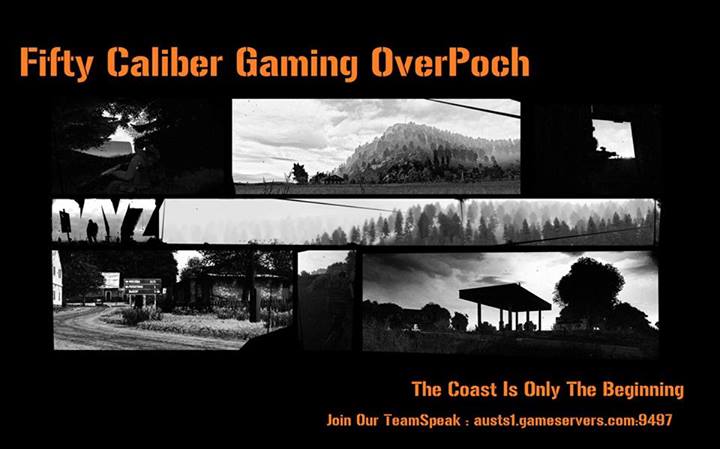 Fifty Caliber Gaming OverPoch
DAYZ
The Coast Is Only The Beginning
Join Our TeamSpeak : austs1.gameservers.com:9497